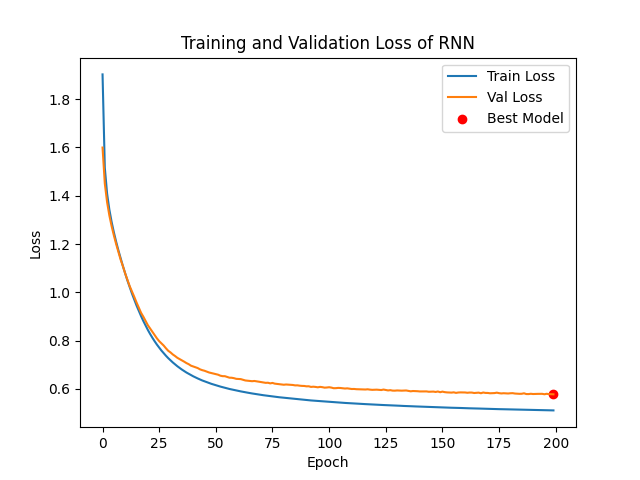 Training and Validation Loss of RNN
Train Loss
Val Loss
Best Model
Loss
1.8
1.6
1.4
1.2
1.0
0.8
0.6
0 25 50 75 100 125 150 175 200
Epoch